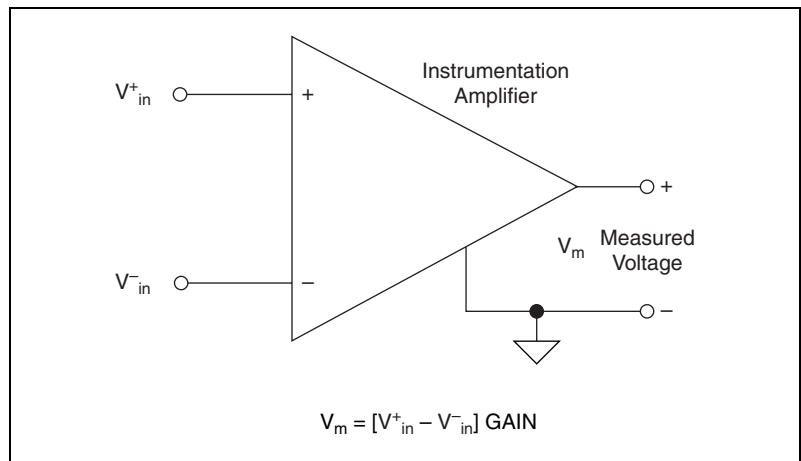 Instrumentation
Amplifier
V⁺in
+
+
Vm Measured
Voltage
V⁻in
−
−
Vm = [V⁺in – V⁻in] GAIN